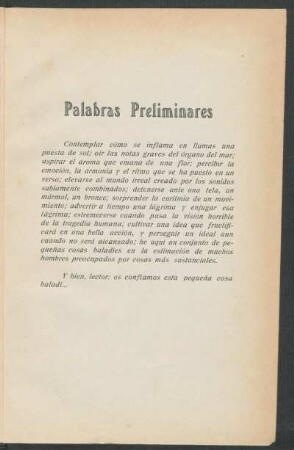 Palabras Preliminares
Contemplar cómo se inflama en llamas una
puesta de sol; oir las notas graves del órgano del mar;
aspirar el aroma que emana de una flor; percibir la
emoción, la armonía y el ritmo que se ha puesto en un
verso; elevarse al mundo irreal creado por los sonidos
sabiamente combinados; detenerse ante una tela, un
mármol, un bronce; sorprender la euritmia de un movi-
miento; advertir a tiempo una lágrima y enjugar esa
lágrima; estremecerse cuando pasa la visión horrible
de la tragedia humana; cultivar una idea que fructifi-
cará en una bella acción, y perseguir un ideal aun
cuando no será alcanzado; he aquí un conjunto de pe-
queñas cosas baladíes en la estimación de muchos
hombres preocupados por cosas más sustanciales.
Y bien, lector: os confiamos esta pequeña cosa
baladí...